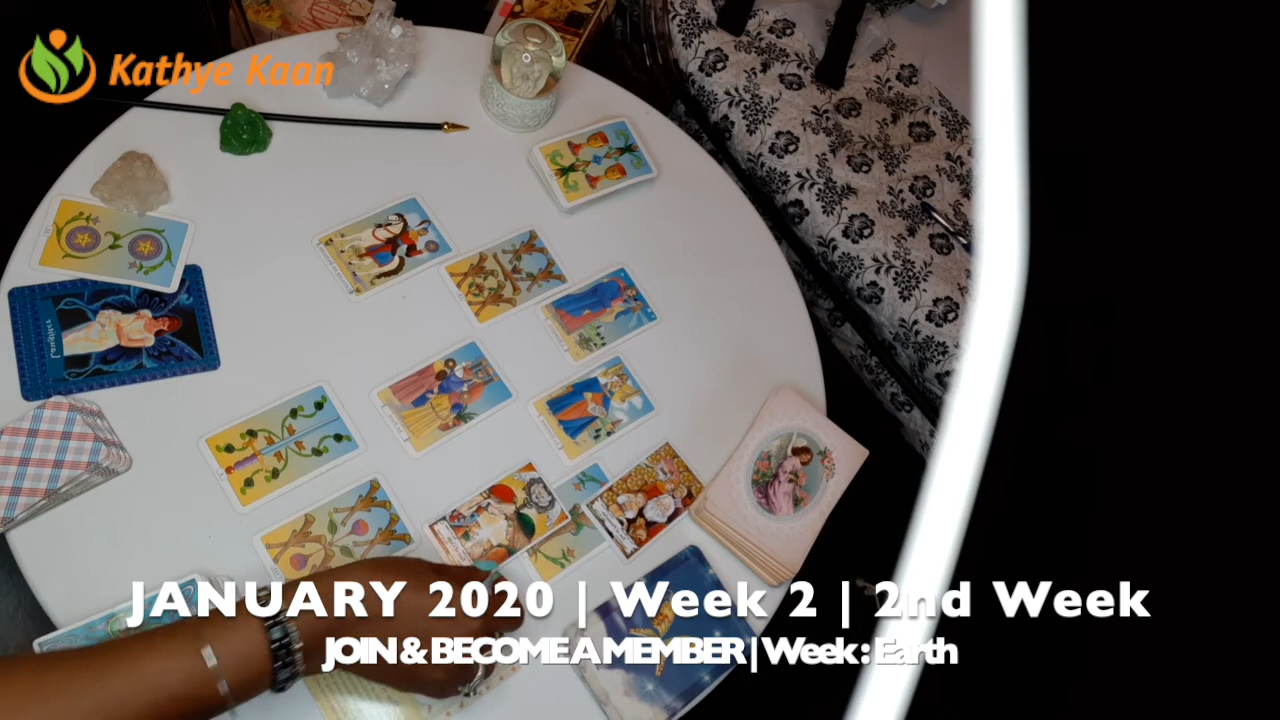 Kathye Kaan
JANUARY 2020 | Week 2 | 2nd Week
JOIN & BECOME A MEMBER | Week : Earth